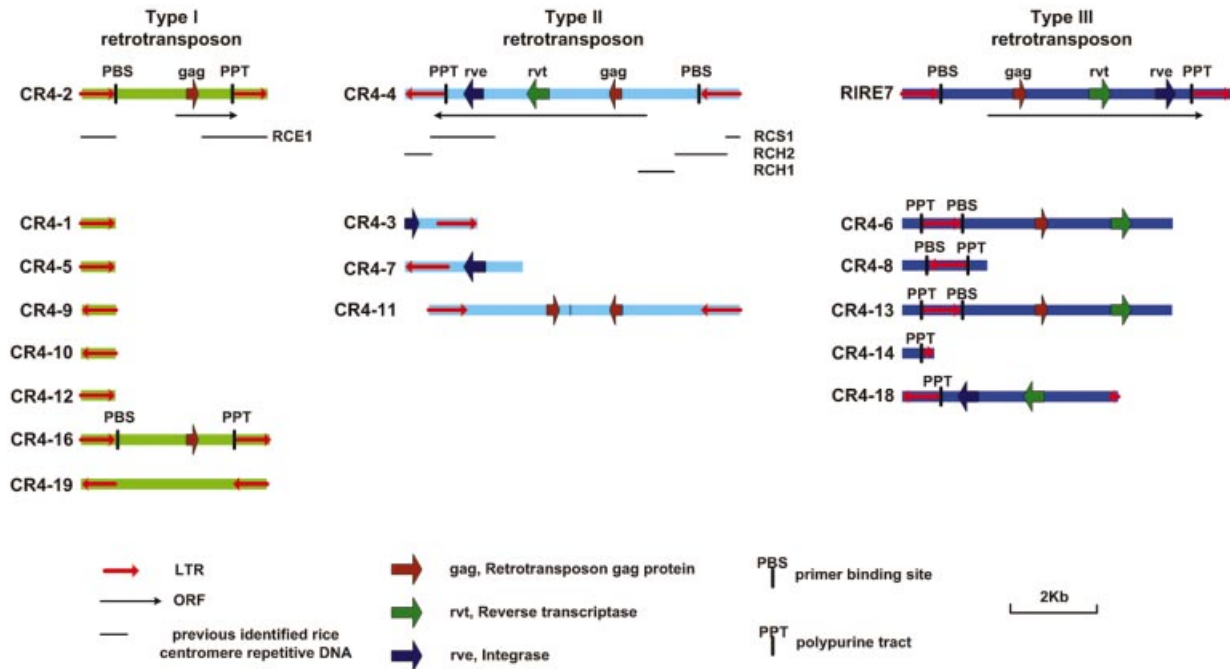 Type I
retrotransposon
PBS gag PPT
CR4-2
RCE1
CR4-1
CR4-5
CR4-9
CR4-10
CR4-12
PBS PPT
CR4-16
CR4-19
Type II
retrotransposon
PPT rve rvt gag PBS
CR4-4
RCS1
RCH2
RCH1
CR4-3
CR4-7
CR4-11
Type III
retrotransposon
PBS gag rvt rve PPT
RIRE7
PPT PBS
CR4-6
PBS PPT
CR4-8
PPT PBS
CR4-13
PPT
CR4-14
PPT
CR4-18
LTR
ORF
previous identified rice
centromere repetitive DNA
gag, Retrotransposon gag protein
rvt, Reverse transcriptase
rve, Integrase
PBS
primer binding site
PPT
polypurine tract
2Kb